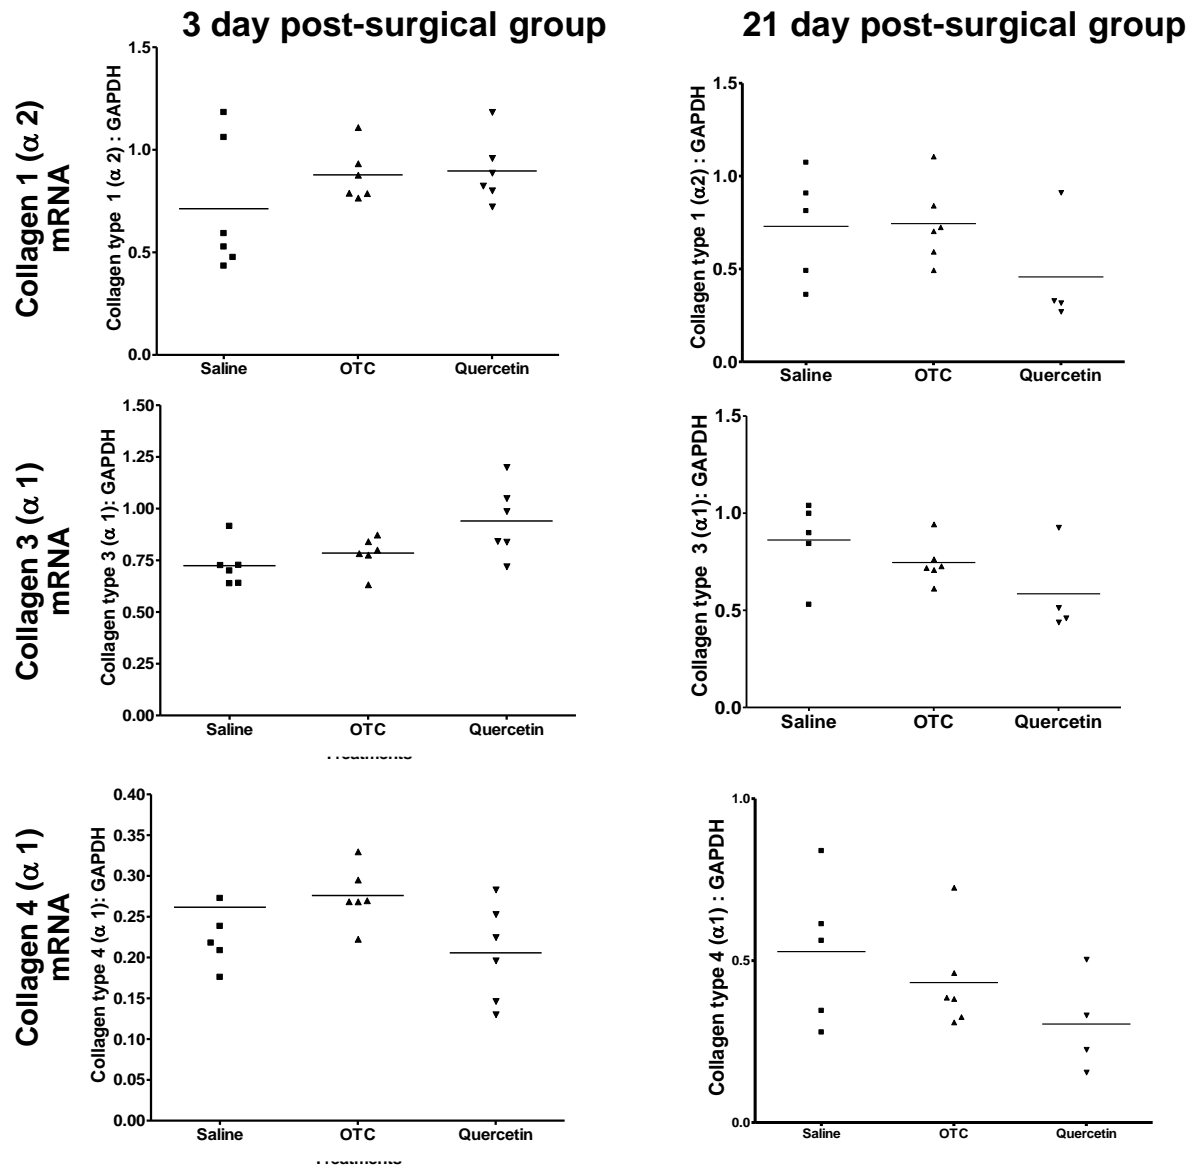 3 day post-surgical group
21 day post-surgical group
Collagen 1 (α 2)
mRNA
Collagen type 1 (α 2) : GAPDH
1.5
1.0
0.5
0.0
Saline OTC Quercetin
Collagen type 1 (α2) : GAPDH
1.5
1.0
0.5
0.0
Saline OTC Quercetin
Collagen 3 (α 1)
mRNA
Collagen type 3 (α 1): GAPDH
1.50
1.25
1.00
0.75
0.50
0.25
0.00
Saline OTC Quercetin
Collagen type 3 (α1): GAPDH
1.5
1.0
0.5
0.0
Saline OTC Quercetin
Collagen 4 (α 1)
mRNA
Collagen type 4 (α 1): GAPDH
0.40
0.35
0.30
0.25
0.20
0.15
0.10
0.05
0.00
Saline OTC Quercetin
Collagen type 4 (α1) : GAPDH
1.0
0.5
0.0
Saline OTC Quercetin